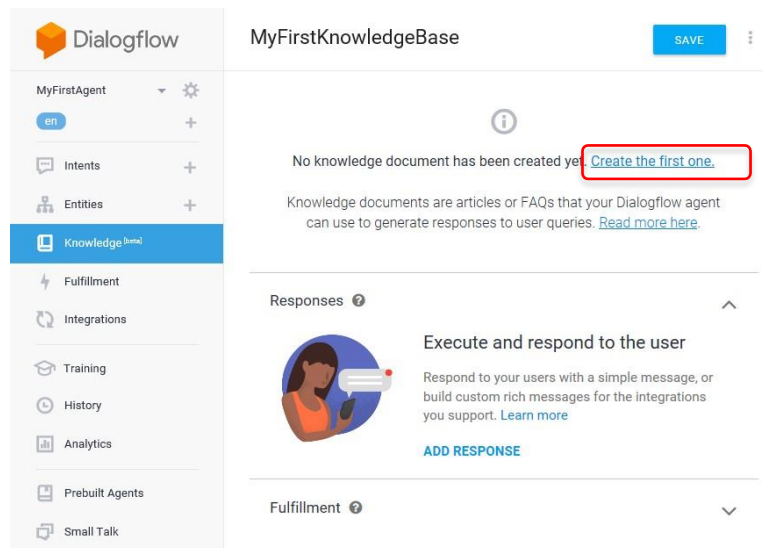 Dialogflow
MyFirstAgent
en
Intents
Entities
Knowledge [beta]
Fulfillment
Integrations
Training
History
Analytics
Prebuilt Agents
Small Talk
MyFirstKnowledgeBase
SAVE
No knowledge document has been created yet. Create the first one.
Knowledge documents are articles or FAQs that your Dialogflow agent
can use to generate responses to user queries. Read more here.
Responses
Execute and respond to the user
Respond to your users with a simple message, or
build custom rich messages for the integrations
you support. Learn more
ADD RESPONSE
Fulfillment